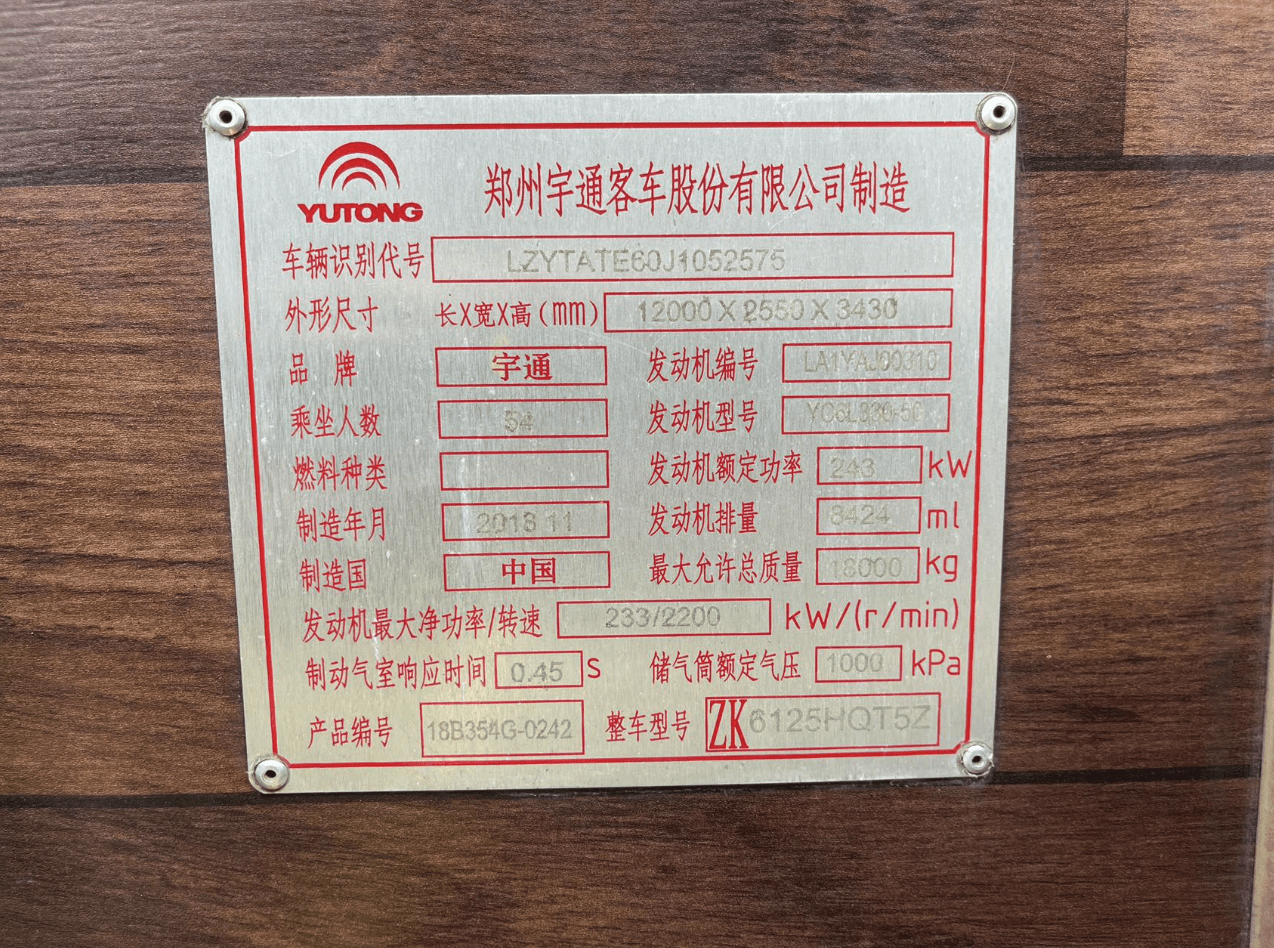 YUTONG
郑州宇通客车股份有限公司制造
车辆识别代号 LZYTATE60J1052575
外形尺寸 长X宽X高(mm) 12000 X 2550 X 3430
品 牌 宇通 发动机编号 LA1YAJ00310
乘坐人数 54 发动机型号 YC6L330-50
燃料种类 发动机额定功率 243 kW
制造年月 2018 11 发动机排量 8424 ml
制造国 中国 最大允许总质量 18000 kg
发动机最大净功率/转速 233/2200 kW/(r/min)
制动气室响应时间 0.45 S 储气筒额定气压 1000 kPa
产品编号 18B354G-0242 整车型号 ZK6125HQT5Z